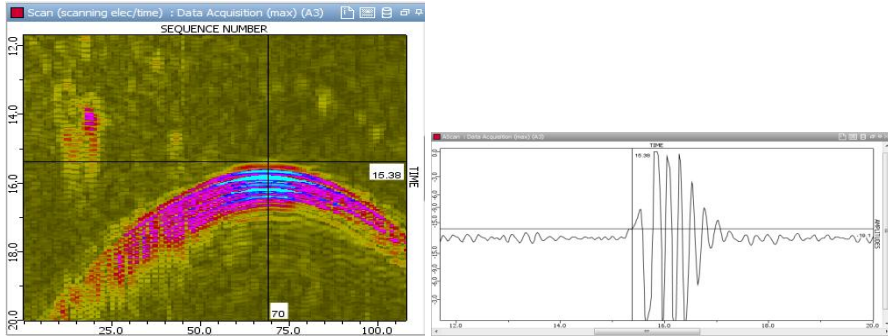 Scan (scanning elec/time) : Data Acquisition (max) (A3)
SEQUENCE NUMBER
12.0
14.0
16.0
18.0
20.0
15.38
TIME
70
25.0
50.0
75.0
100.0
AScan : Data Acquisition (max) (A3)
TIME
15.38
AMPLITUDES
12.0
14.0
16.0
18.0
20.0